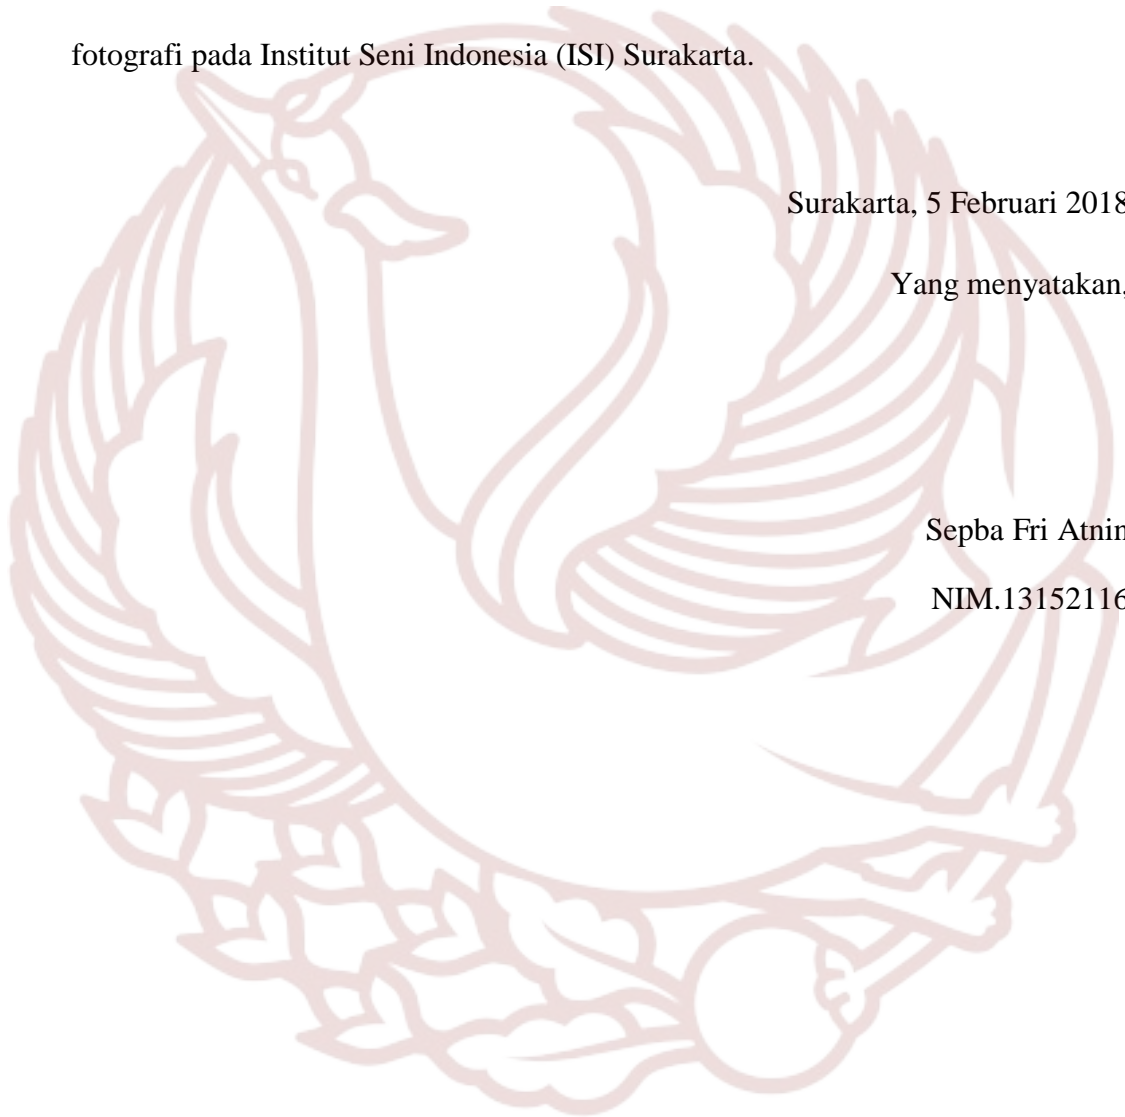 fotografi pada Institut Seni Indonesia (ISI) Surakarta.
Surakarta, 5 Februari 2018
Yang menyatakan,
Sepba Fri Atnin
NIM.13152116